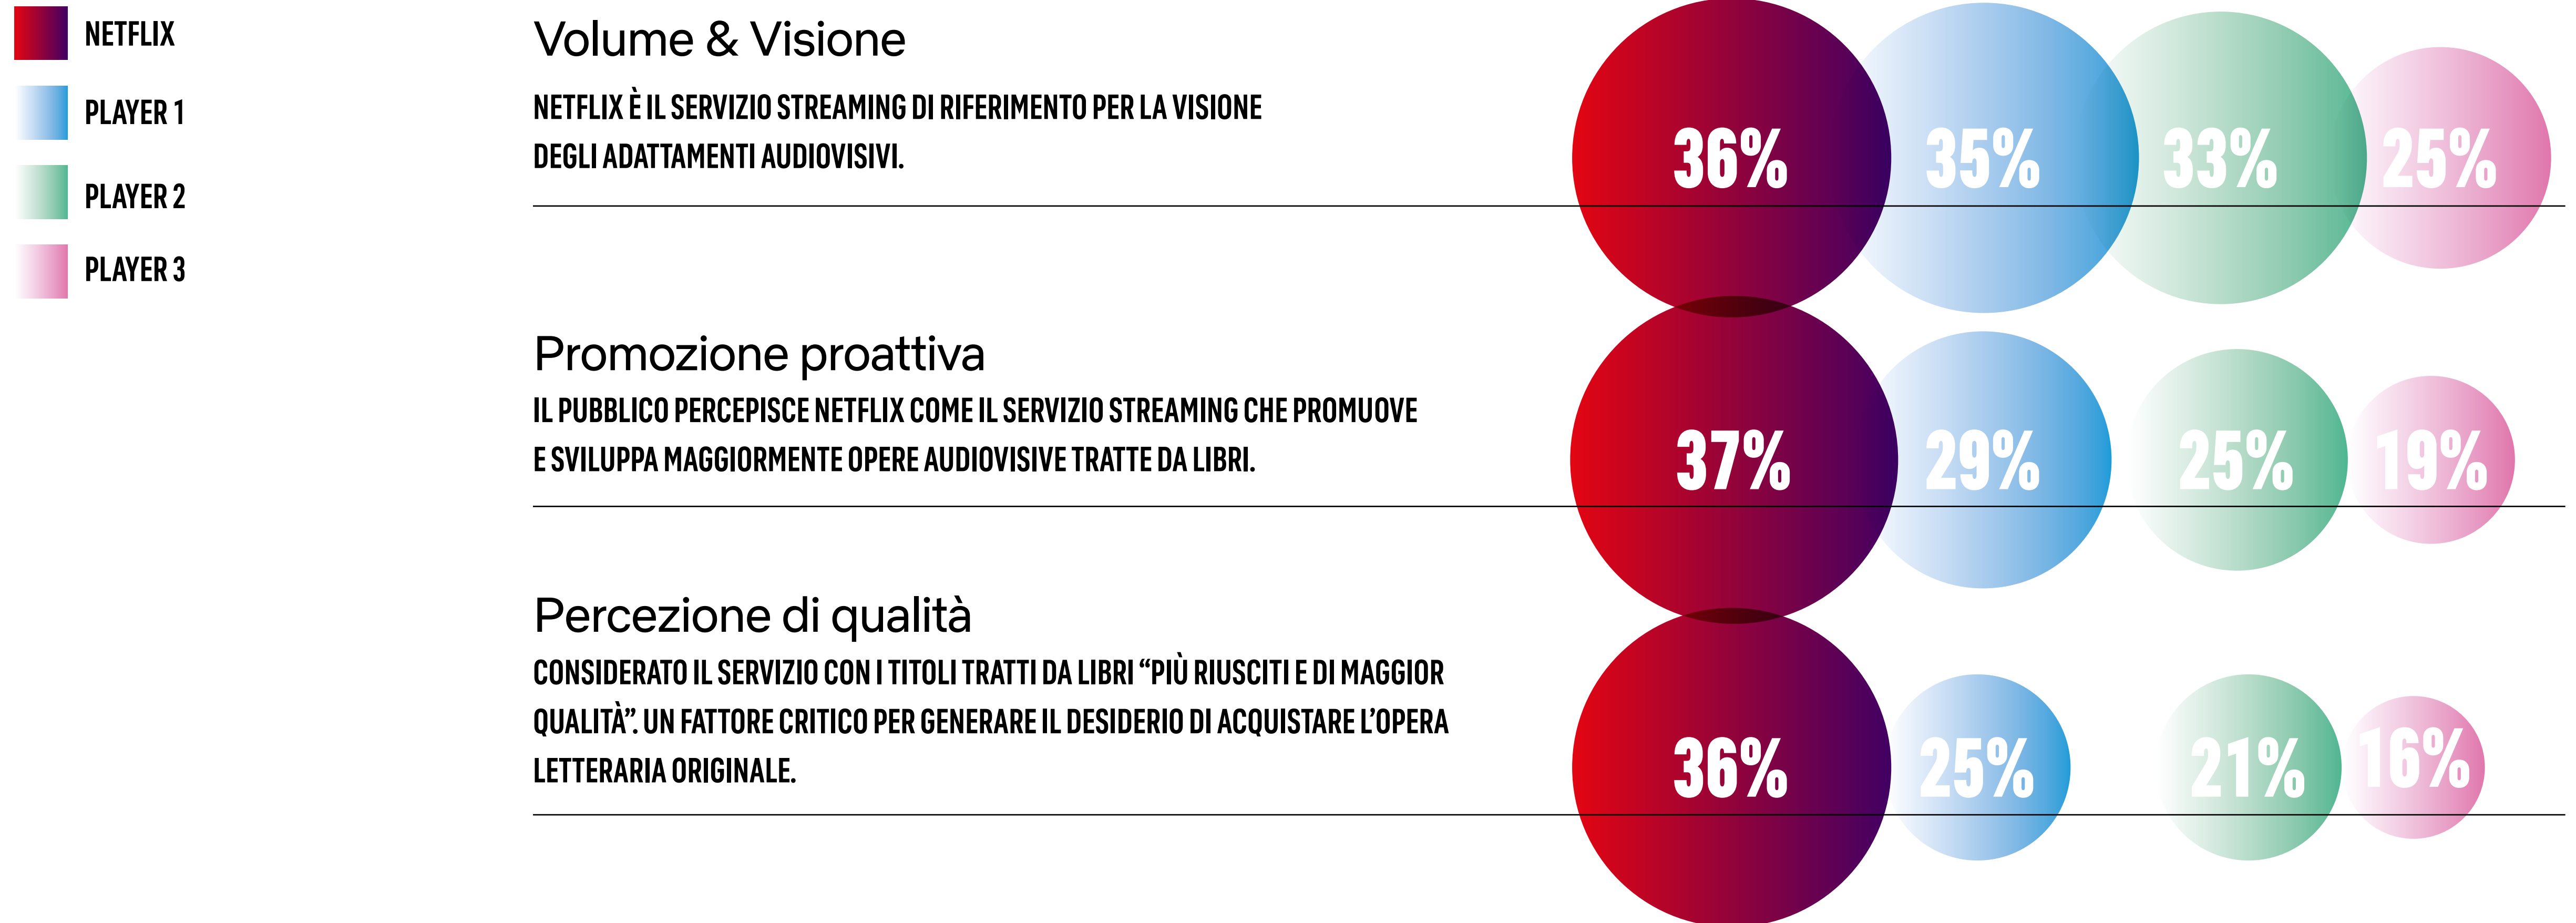 NETFLIX
PLAYER 1
PLAYER 2
PLAYER 3
Volume & Visione
NETFLIX È IL SERVIZIO STREAMING DI RIFERIMENTO PER LA VISIONE
DEGLI ADATTAMENTI AUDIOVISIVI.
36% 35% 33% 25%
Promozione proattiva
IL PUBBLICO PERCEPISCE NETFLIX COME IL SERVIZIO STREAMING CHE PROMUOVE
E SVILUPPA MAGGIORMENTE OPERE AUDIOVISIVE TRATTE DA LIBRI.
37% 29% 25% 19%
Percezione di qualità
CONSIDERATO IL SERVIZIO CON I TITOLI TRATTI DA LIBRI “PIÙ RIUSCITI E DI MAGGIOR
QUALITÀ”. UN FATTORE CRITICO PER GENERARE IL DESIDERIO DI ACQUISTARE L’OPERA
LETTERARIA ORIGINALE.
36% 25% 21% 16%